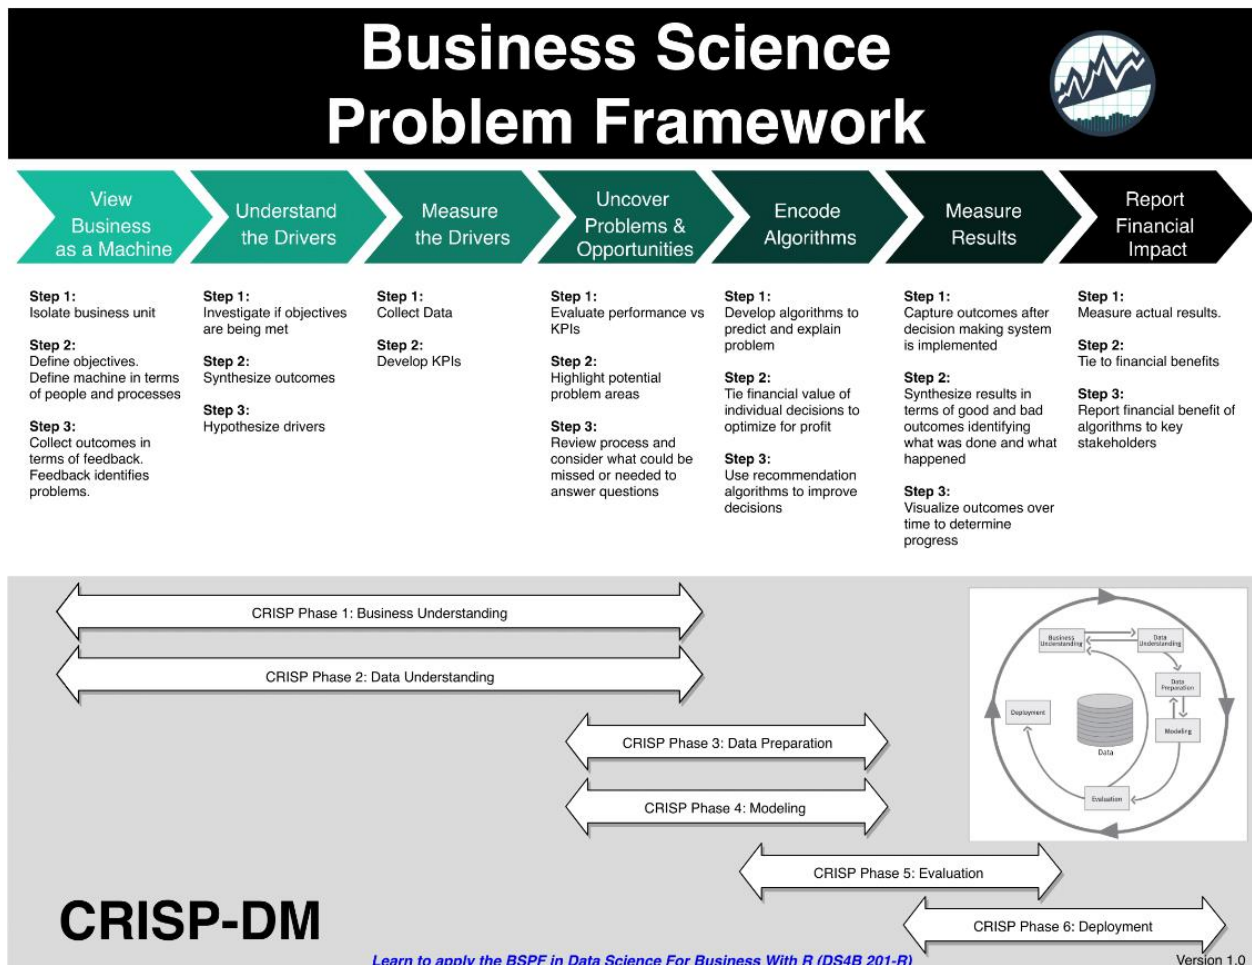 Business Science
Problem Framework
View
Business
as a Machine
Understand
the Drivers
Measure
the Drivers
Uncover
Problems &
Opportunities
Encode
Algorithms
Measure
Results
Report
Financial
Impact
Step 1:
Isolate business unit
Step 2:
Define objectives.
Define machine in terms
of people and processes
Step 3:
Collect outcomes in
terms of feedback.
Feedback identifies
problems.
Step 1:
Investigate if objectives
are being met
Step 2:
Synthesize outcomes
Step 3:
Hypothesize drivers
Step 1:
Collect Data
Step 2:
Develop KPIs
Step 1:
Evaluate performance vs
KPIs
Step 2:
Highlight potential
problem areas
Step 3:
Review process and
consider what could be
missed or needed to
answer questions
Step 1:
Develop algorithms to
predict and explain
problem
Step 2:
Tie financial value of
individual decisions to
optimize for profit
Step 3:
Use recommendation
algorithms to improve
decisions
Step 1:
Capture outcomes after
decision making system
is implemented
Step 2:
Synthesize results in
terms of good and bad
outcomes identifying
what was done and what
happened
Step 3:
Visualize outcomes over
time to determine
progress
Step 1:
Measure actual results.
Step 2:
Tie to financial benefits
Step 3:
Report financial benefit of
algorithms to key
stakeholders
CRISP Phase 1: Business Understanding
CRISP Phase 2: Data Understanding
CRISP Phase 3: Data Preparation
CRISP Phase 4: Modeling
CRISP Phase 5: Evaluation
CRISP Phase 6: Deployment
Business
Understanding
Data
Understanding
Data
Preparation
Modeling
Deployment
Data
Evaluation
CRISP-DM
Learn to apply the BSPF in Data Science For Business With R (DS4B 201-R)
Version 1.0